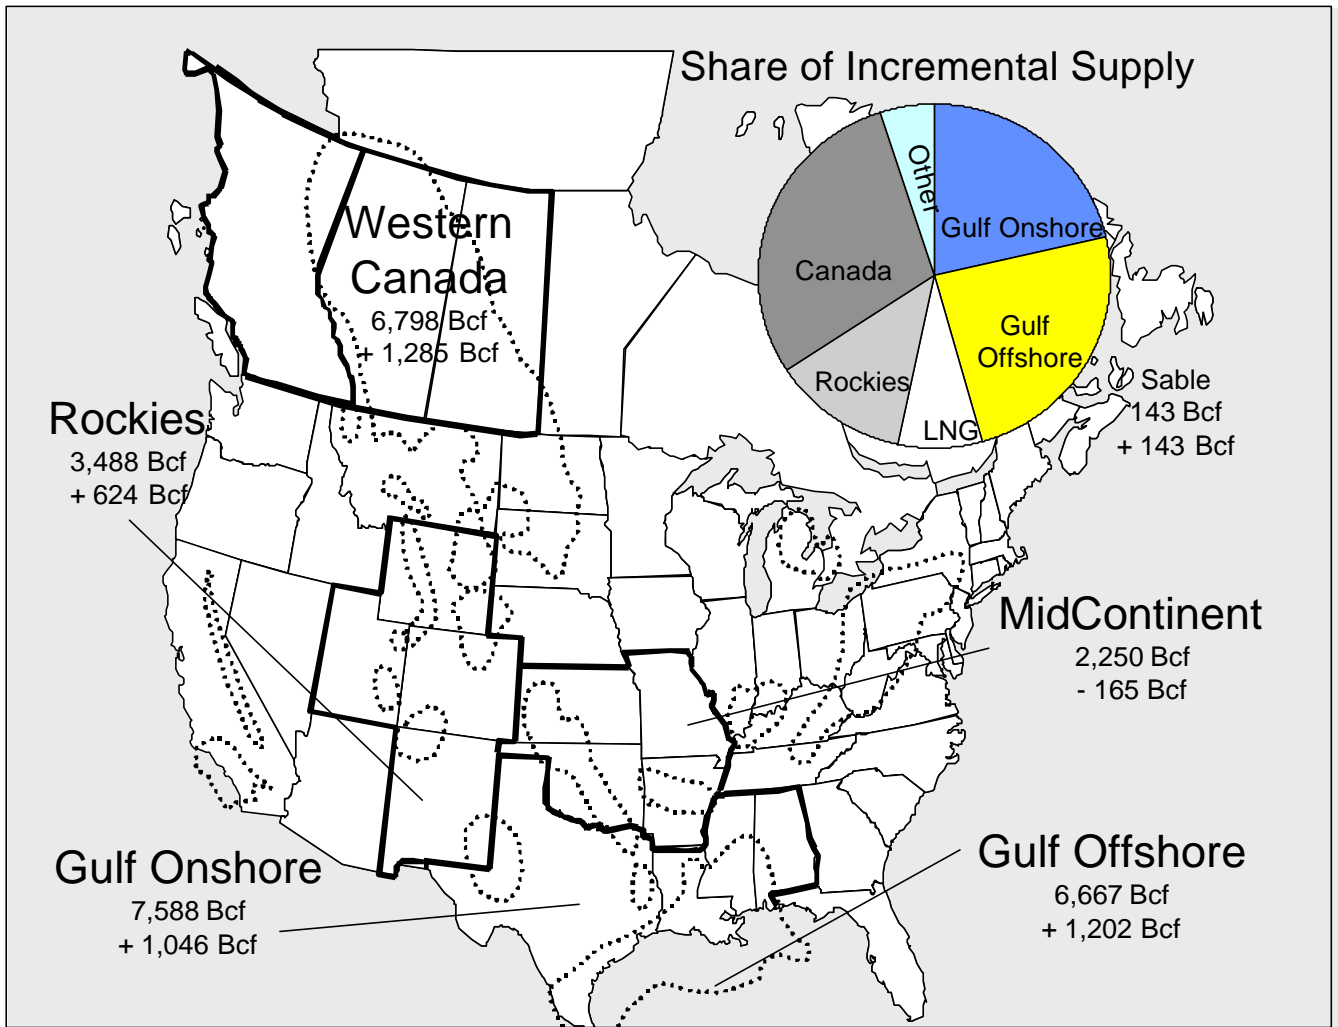 Share of Incremental Supply
Other
Gulf Onshore
Canada
Gulf
Offshore
Rockies
LNG
Western
Canada
6,798 Bcf
+ 1,285 Bcf
Sable
143 Bcf
+ 143 Bcf
Rockies
3,488 Bcf
+ 624 Bcf
MidContinent
2,250 Bcf
- 165 Bcf
Gulf Onshore
7,588 Bcf
+ 1,046 Bcf
Gulf Offshore
6,667 Bcf
+ 1,202 Bcf